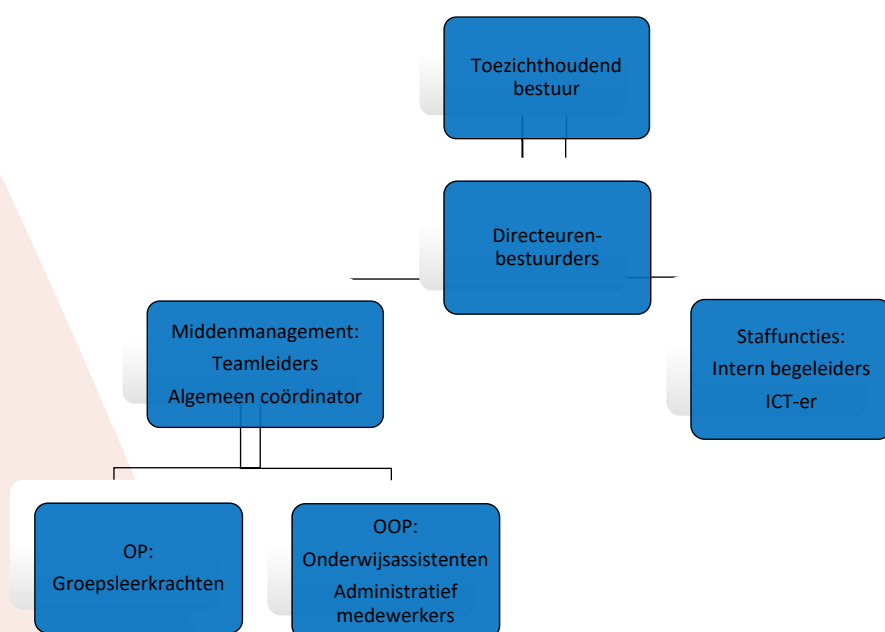 Toezichthoudend
bestuur
Directeuren-
bestuurders
Middenmanagement:
Teamleiders
Algemeen coördinator
Staffuncties:
Intern begeleiders
ICT-er
OP:
Groepsleerkrachten
OOP:
Onderwijsassistenten
Administratief
medewerkers